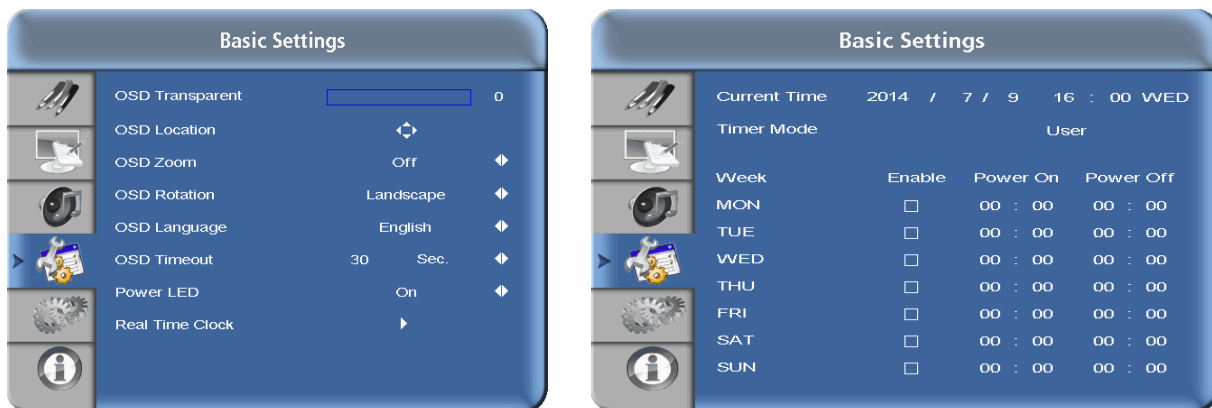 Basic Settings
OSD Transparent 0
OSD Location
OSD Zoom Off
OSD Rotation Landscape
OSD Language English
OSD Timeout 30 Sec.
Power LED On
Real Time Clock
Basic Settings
Current Time 2014 / 7 / 9 16 : 00 WED
Timer Mode User
Week Enable Power On Power Off
MON 00 : 00 00 : 00
TUE 00 : 00 00 : 00
WED 00 : 00 00 : 00
THU 00 : 00 00 : 00
FRI 00 : 00 00 : 00
SAT 00 : 00 00 : 00
SUN 00 : 00 00 : 00